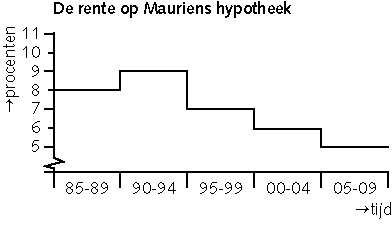 De rente op Mauriens hypotheek
→procenten
11
10
9
8
7
6
5
85-89 90-94 95-99 00-04 05-09
→tijd